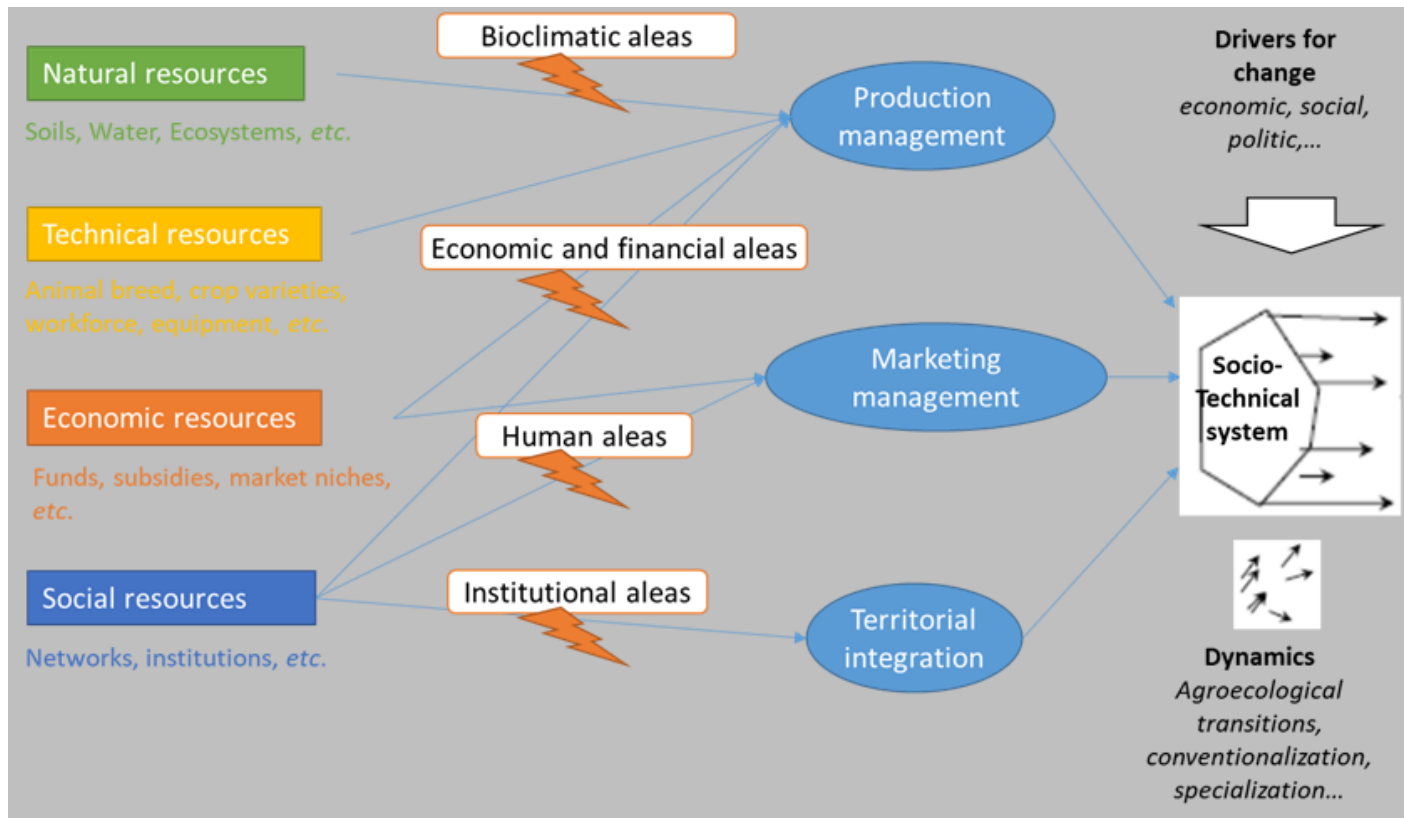 Natural resources
Soils, Water, Ecosystems, etc.
Technical resources
Animal breed, crop varieties,
workforce, equipment, etc.
Economic resources
Funds, subsidies, market niches,
etc.
Social resources
Networks, institutions, etc.
Bioclimatic aleas
Economic and financial aleas
Human aleas
Institutional aleas
Production
management
Marketing
management
Territorial
integration
Drivers for
change
economic, social,
politic,...
Socio-
Technical
system
Dynamics
Agroecological
transitions,
conventionalization,
specialization...